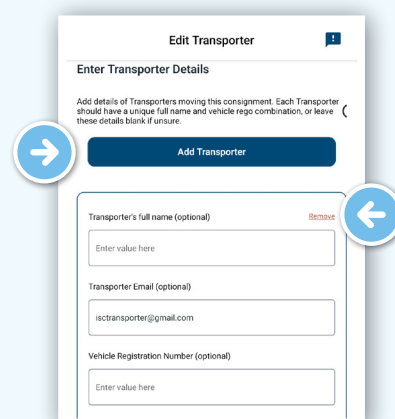 Edit Transporter
Enter Transporter Details
Add details of Transporters moving this consignment. Each Transporter
should have a unique full name and vehicle rego combination, or leave
these details blank if unsure.
Add Transporter
Transporter's full name (optional)
Remove
Enter value here
Transporter Email (optional)
isctransporter@gmail.com
Vehicle Registration Number (optional)
Enter value here